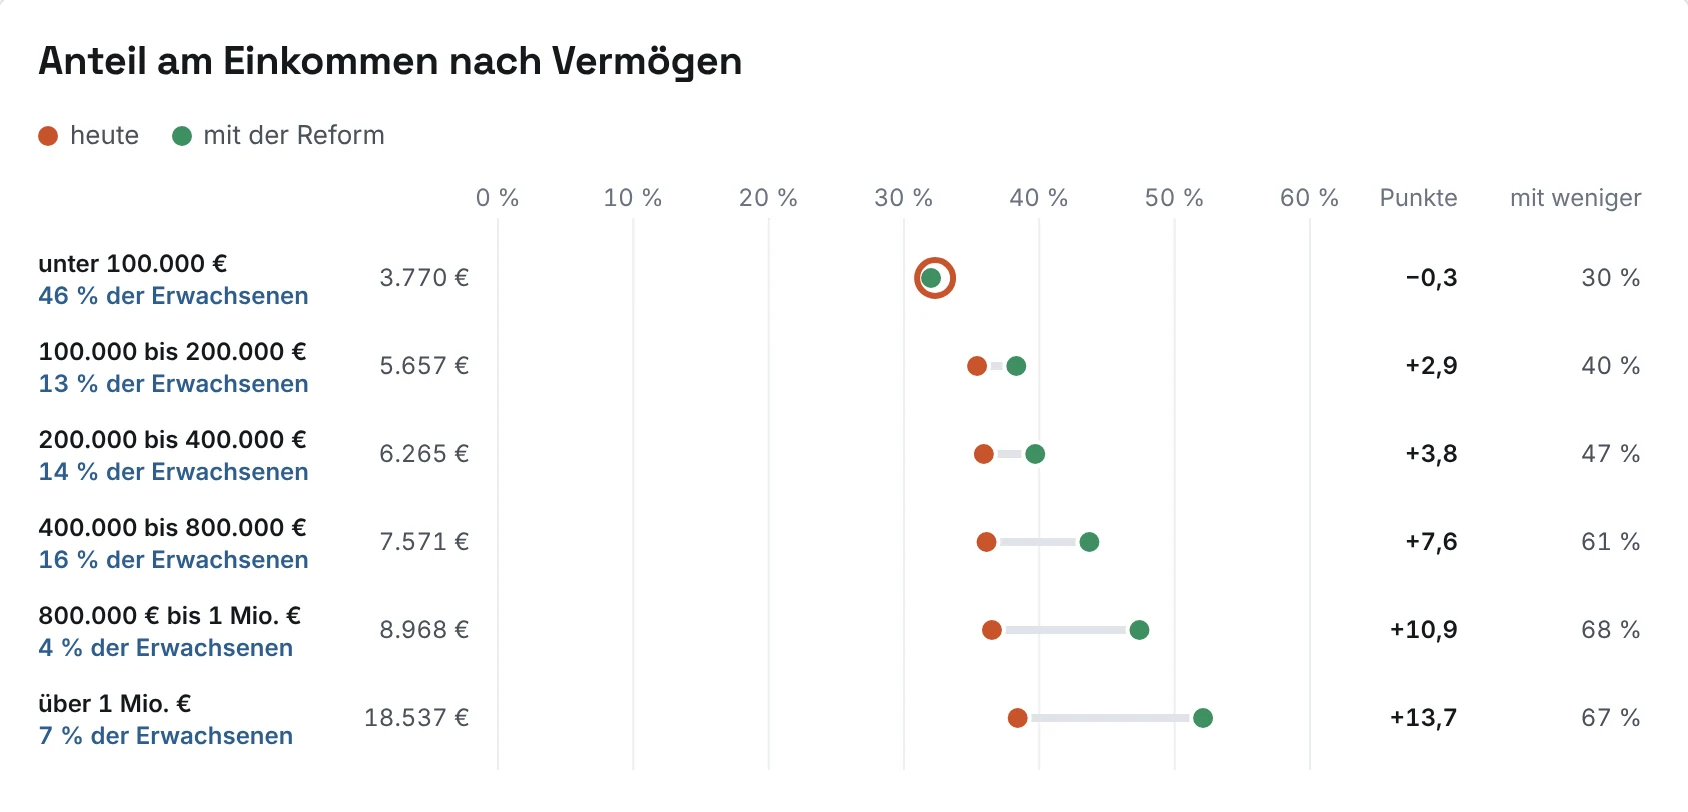 Anteil am Einkommen nach Vermögen
heute mit der Reform
0 % 10 % 20 % 30 % 40 % 50 % 60 % Punkte mit weniger
unter 100.000 €
46 % der Erwachsenen
3.770 € −0,3 30 %
100.000 bis 200.000 €
13 % der Erwachsenen
5.657 € +2,9 40 %
200.000 bis 400.000 €
14 % der Erwachsenen
6.265 € +3,8 47 %
400.000 bis 800.000 €
16 % der Erwachsenen
7.571 € +7,6 61 %
800.000 € bis 1 Mio. €
4 % der Erwachsenen
8.968 € +10,9 68 %
über 1 Mio. €
7 % der Erwachsenen
18.537 € +13,7 67 %